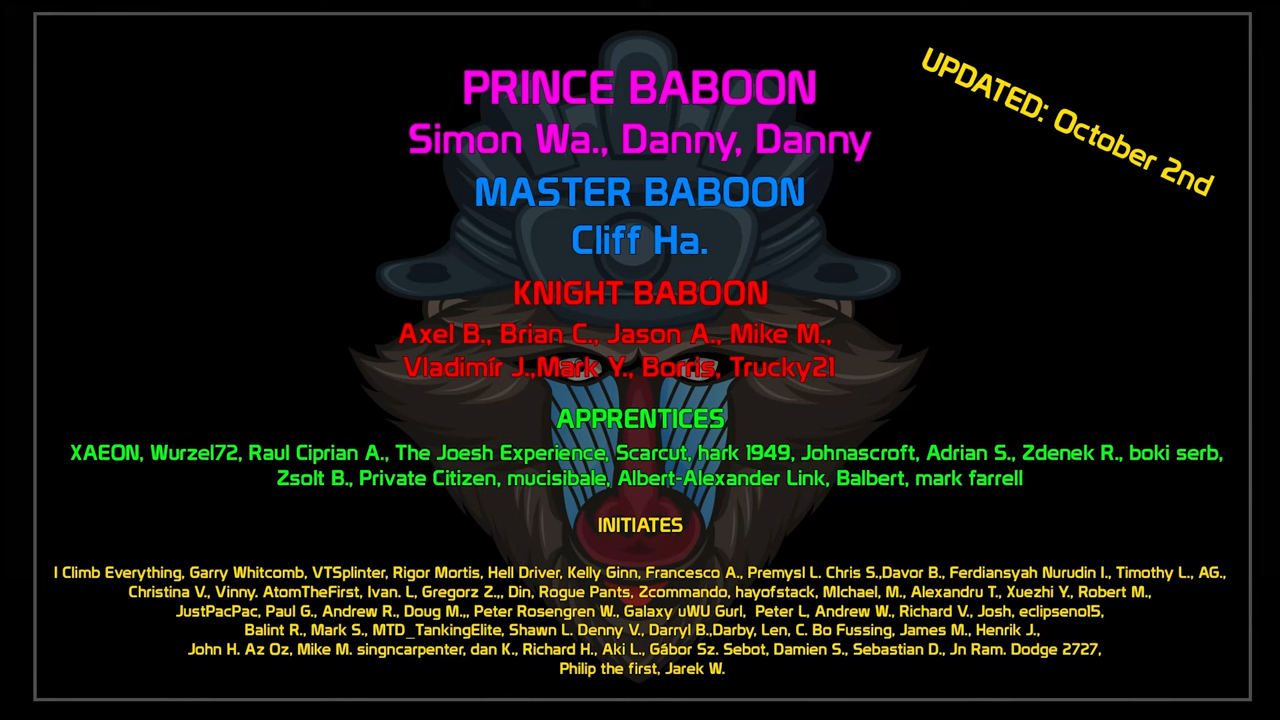 PRINCE BABOON
UPDATED: October 2nd
Simon Wa., Danny, Danny
MASTER BABOON
Cliff Ha.
KNIGHT BABOON
Axel B., Brian C., Jason A., Mike M.,
Vladimír J.,Mark Y., Borris, Trucky21
APPRENTICES
XAEON, Wurzel72, Raul Ciprian A., The Joesh Experience, Scarcut, hark 1949, Johnascroft, Adrian S., Zdenek R., boki serb,
Zsolt B., Private Citizen, mucisibale, Albert-Alexander Link, Balbert, mark farrell
INITIATES
I Climb Everything, Garry Whitcomb, VTSplinter, Rigor Mortis, Hell Driver, Kelly Ginn, Francesco A., Premysl L. Chris S.,Davor B., Ferdiansyah Nurudin I., Timothy L., AG.,
Christina V., Vinny. AtomTheFirst, Ivan. L, Gregorz Z.,, Din, Rogue Pants, Zcommando, hayofstack, MIchael, M., Alexandru T., Xuezhi Y., Robert M.,
JustPacPac, Paul G., Andrew R., Doug M.,, Peter Rosengren W., Galaxy uWU Gurl, Peter L, Andrew W., Richard V., Josh, eclipseno15,
Balint R., Mark S., MTD_TankingElite, Shawn L. Denny V., Darryl B.,Darby, Len, C. Bo Fussing, James M., Henrik J.,
John H. Az Oz, Mike M. singncarpenter, dan K., Richard H., Aki L., Gábor Sz. Sebot, Damien S., Sebastian D., Jn Ram. Dodge 2727,
Philip the first, Jarek W.